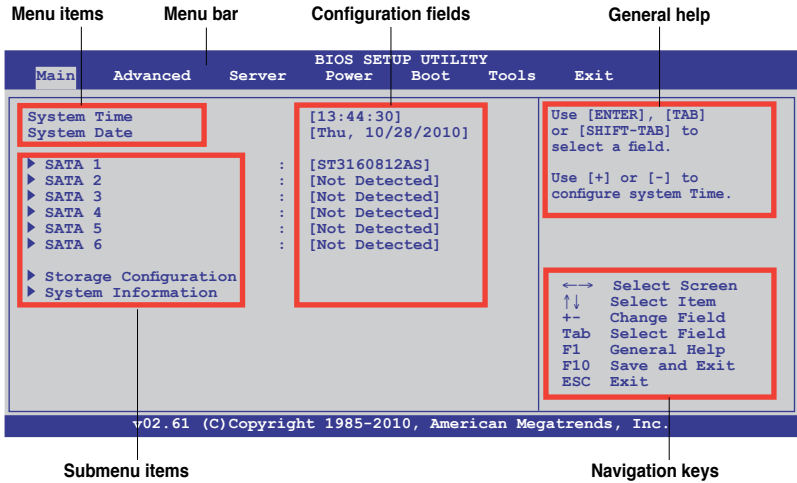 Menu items Menu bar Configuration fields General help
BIOS SETUP UTILITY
Main Advanced Server Power Boot Tools Exit
System Time [13:44:30]
System Date [Thu, 10/28/2010]
SATA 1 : [ST3160812AS]
SATA 2 : [Not Detected]
SATA 3 : [Not Detected]
SATA 4 : [Not Detected]
SATA 5 : [Not Detected]
SATA 6 : [Not Detected]
Storage Configuration
System Information
Use [ENTER], [TAB]
or [SHIFT-TAB] to
select a field.
Use [+] or [-] to
configure system Time.
←→ Select Screen
↑↓ Select Item
+- Change Field
Tab Select Field
F1 General Help
F10 Save and Exit
ESC Exit
v02.61 (C)Copyright 1985-2010, American Megatrends, Inc.
Submenu items Navigation keys